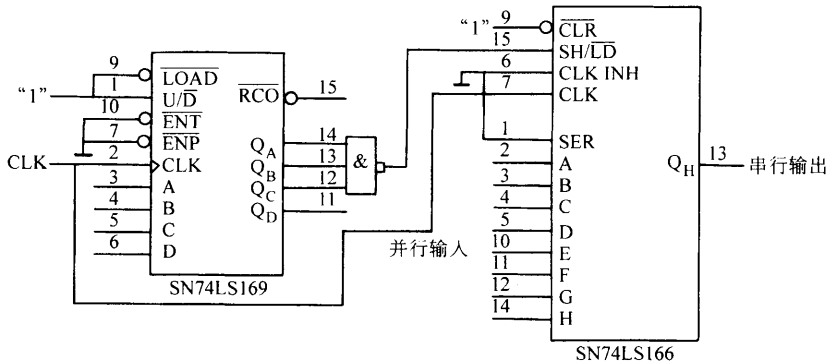 "1"
CLK
9
1
10
7
2
3
4
5
6
LOAD
U/D
ENT
ENP
CLK
A
B
C
D
RCO
QA
QB
QC
QD
15
14
13
12
11
SN74LS169
&
并行输入
"1"
9
15
6
7
1
2
3
4
5
10
11
12
14
CLR
SH/LD
CLK INH
CLK
SER
A
B
C
D
E
F
G
H
QH
13
串行输出
SN74LS166